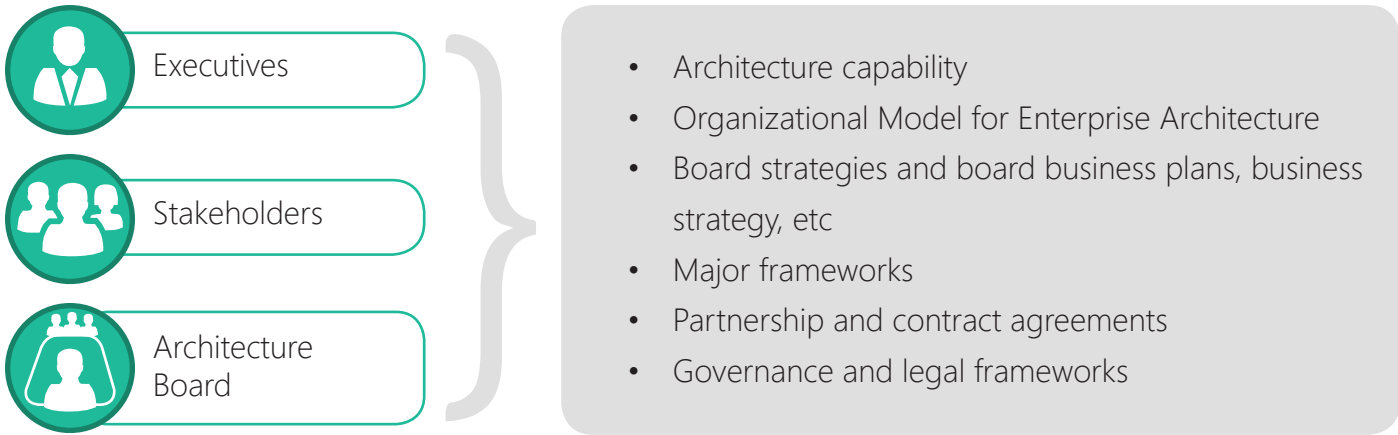 Executives
Stakeholders
Architecture
Board
• Architecture capability
• Organizational Model for Enterprise Architecture
• Board strategies and board business plans, business
strategy, etc
• Major frameworks
• Partnership and contract agreements
• Governance and legal frameworks